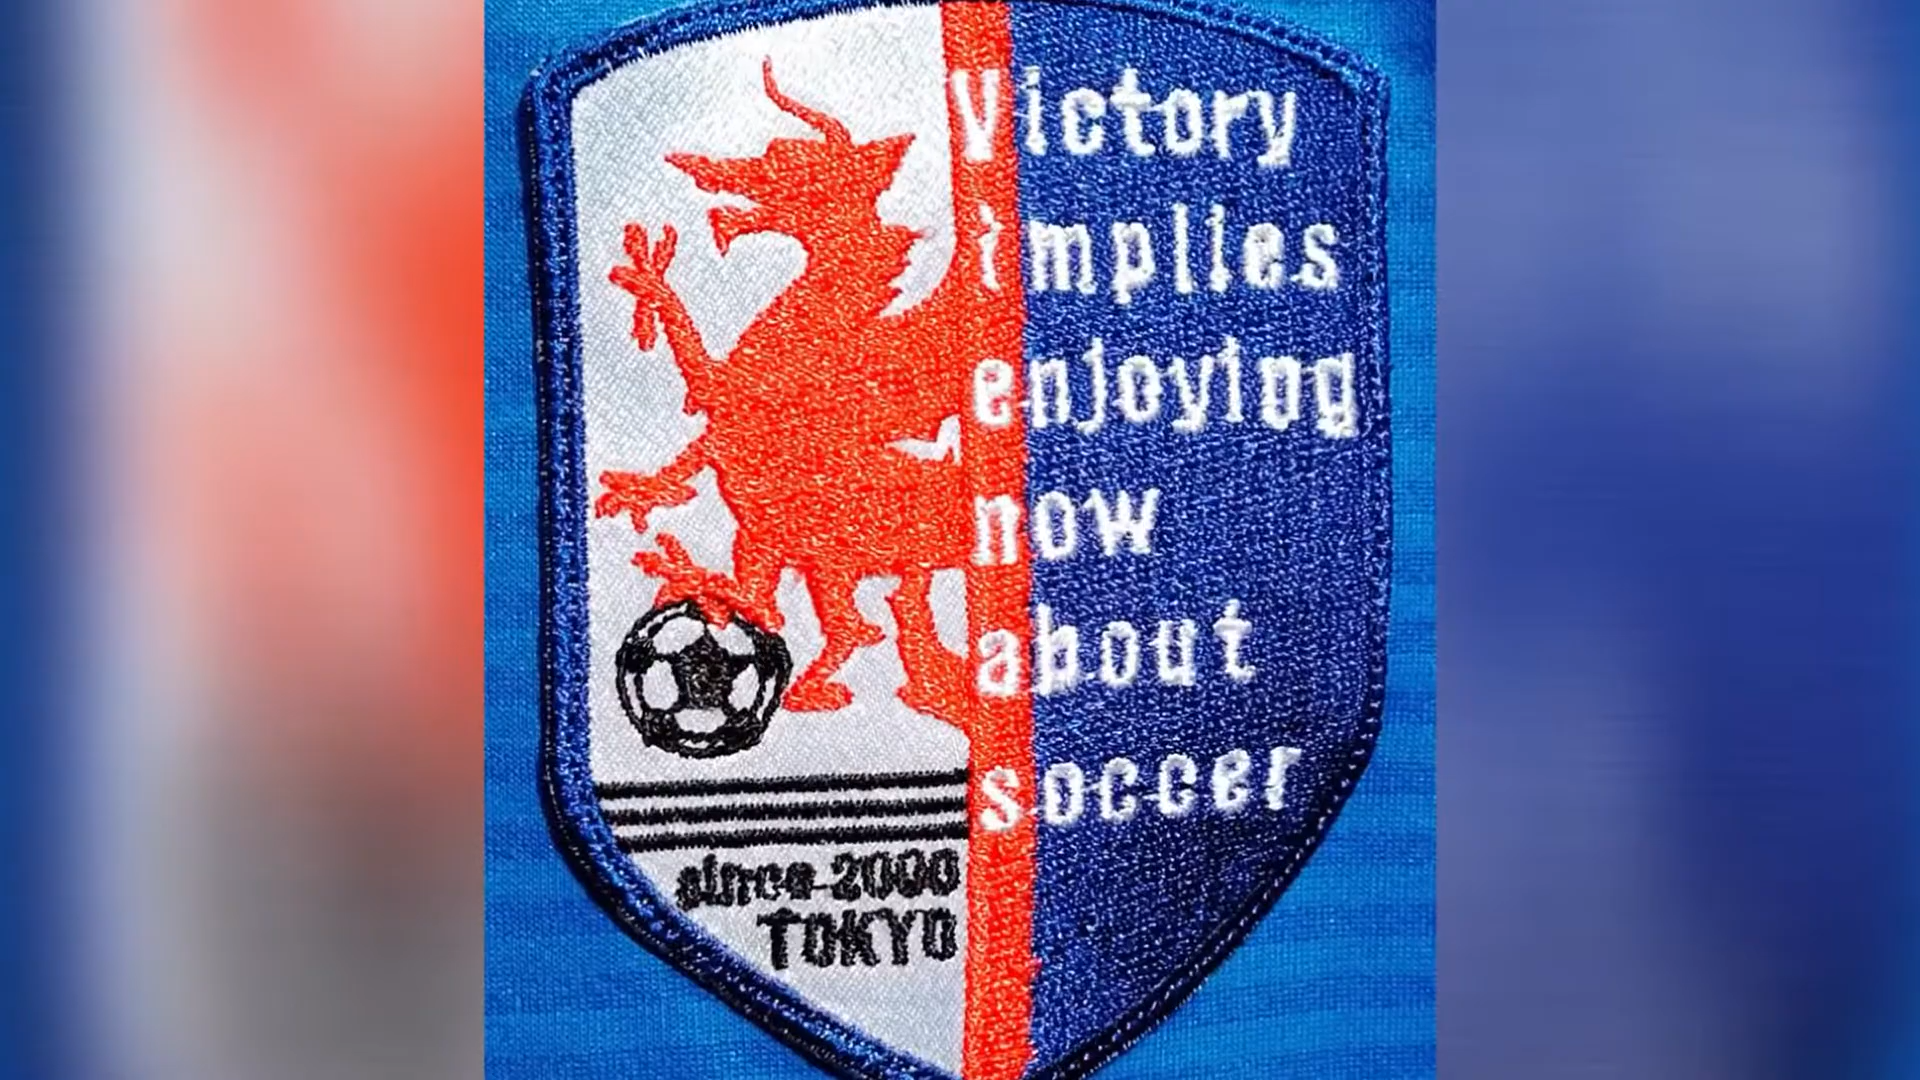 Victory
implies
enjoying
now
about
soccer
since 2000
TOKYO